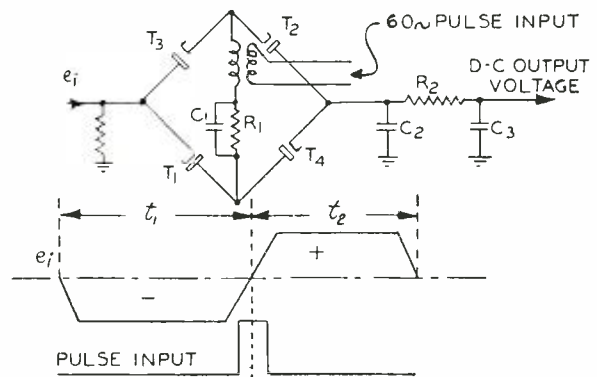 60~ PULSE INPUT
T3
T2
ei
D-C OUTPUT
VOLTAGE
R2
C1
R1
C2
C3
T1
T4
t1
t2
ei
+
−
PULSE INPUT